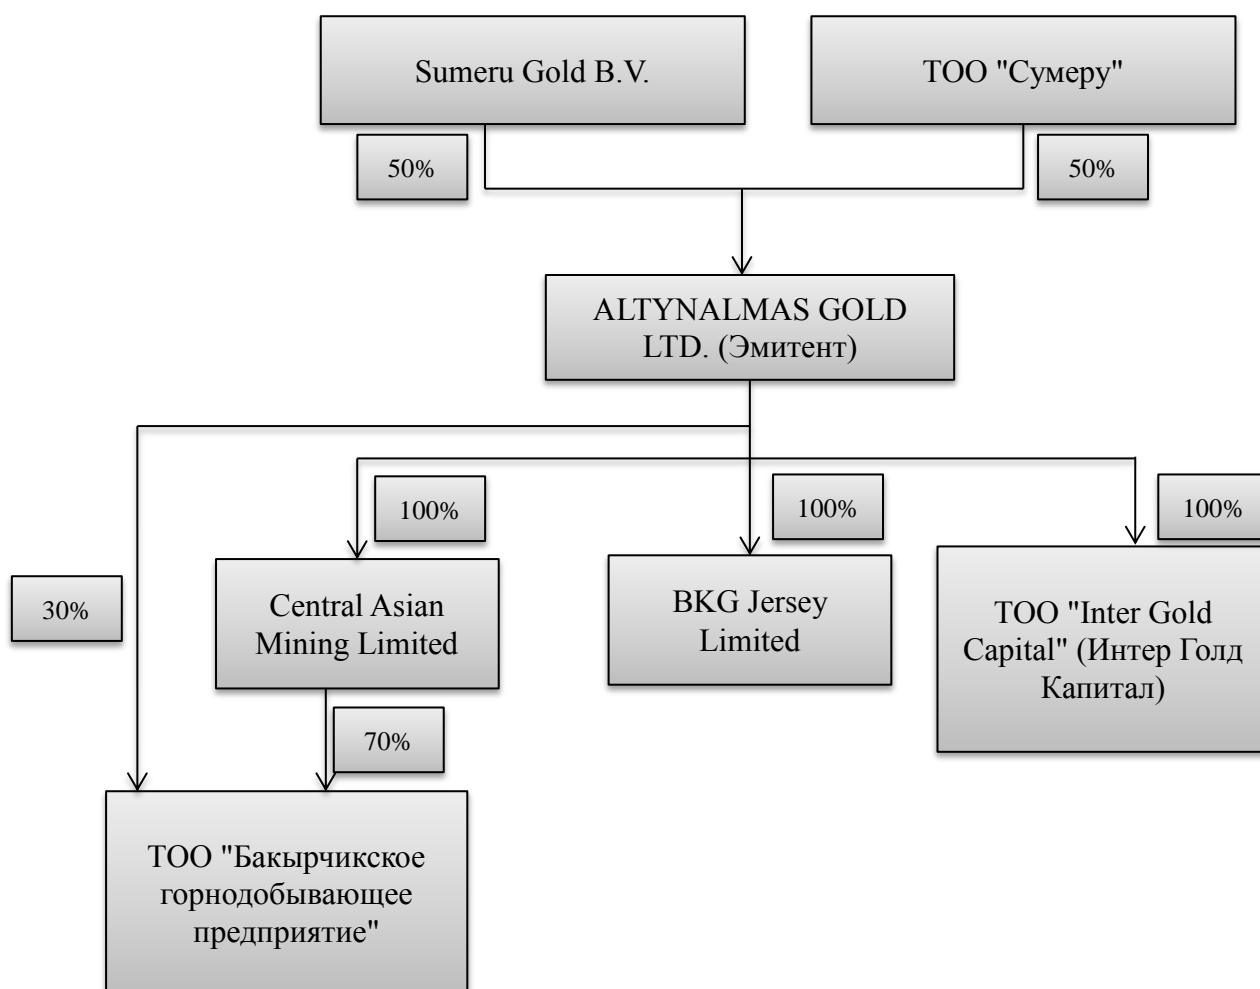 Sumeru Gold B.V.
ТОО "Сумеру"
50%
50%
ALTYNALMAS GOLD
LTD. (Эмитент)
100%
100%
100%
30%
Central Asian
Mining Limited
BKG Jersey
Limited
ТОО "Inter Gold
Capital" (Интер Голд
Капитал)
70%
ТОО "Бакырчикское
горнодобывающее
предприятие"